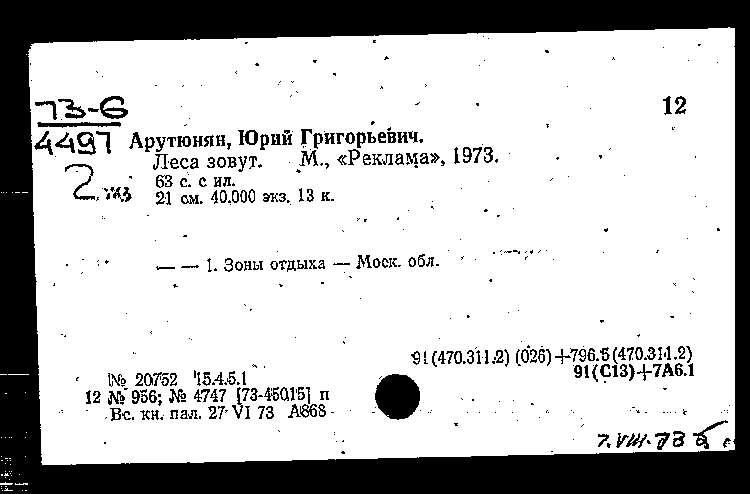 73-6
12
4497
Арутюнян, Юрий Григорьевич.
Леса зовут. М., «Реклама», 1973.
2 экз
63 с. с ил.
21 см. 40.000 экз. 13 к.
— — 1. Зоны отдыха — Моск. обл.
91(470.311.2) (026)+796.5(470.311.2)
91(С13)+7А6.1
№ 20752 15.4.5.1
12 № 956; № 4747 [73-45015] п
Вс. кн. пал. 27 VI 73 А868
7.VIII.73